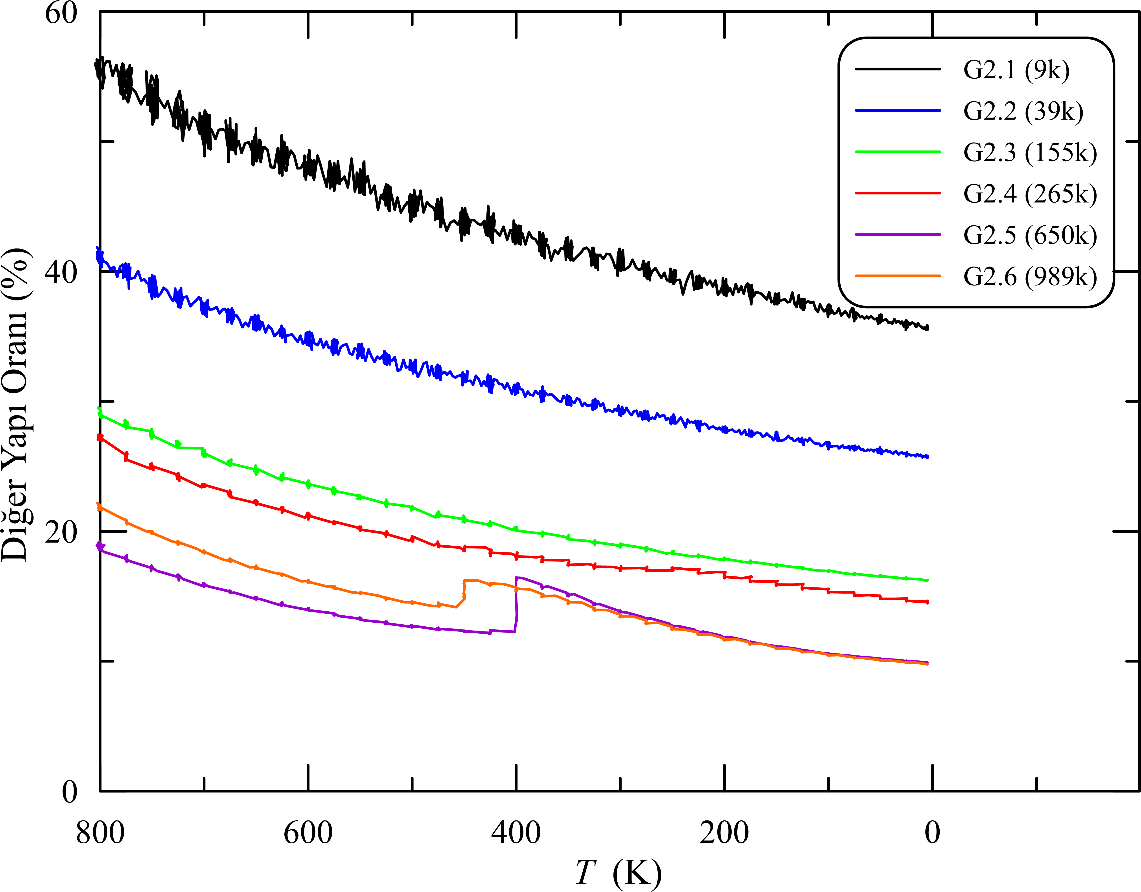 60
40
20
0
Diğer Yapı Oranı (%)
G2.1 (9k)
G2.2 (39k)
G2.3 (155k)
G2.4 (265k)
G2.5 (650k)
G2.6 (989k)
800 600 400 200 0
T (K)